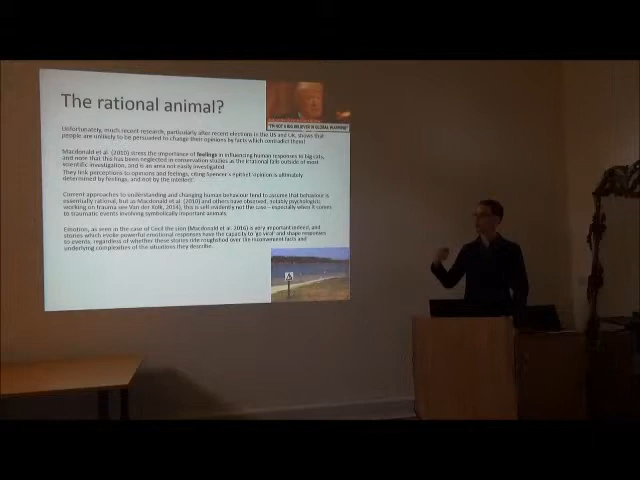 The rational animal?
"I'M NOT A BIG BELIEVER IN GLOBAL WARMING"
Unfortunately, much recent research, particularly after recent elections in the US and UK, shows that
people are unlikely to be persuaded to change their opinions by facts which contradict them!
Macdonald et al. (2010) stress the importance of feelings in influencing human responses to big cats,
and note that this has been neglected in conservation studies as the irrational falls outside of most
scientific investigation, and is an area not easily investigated.
They link perceptions to opinions and feelings, citing Spencer's epithet 'opinion is ultimately
determined by feelings, and not by the intellect'.
Current approaches to understanding and changing human behaviour tend to assume that behaviour is
essentially rational, but as Macdonald et al. (2010) and others have observed, notably psychologists
working on trauma see Van der Kolk, 2014), this is self evidently not the case – especially when it comes
to traumatic events involving symbolically important animals.
Emotion, as seen in the case of Cecil the Lion (Macdonald et al. 2016) is very important indeed, and
stories which evoke powerful emotional responses have the capacity to 'go viral' and shape responses
to events, regardless of whether these stories ride roughshod over the inconvenient facts and
underlying complexities of the situations they describe.